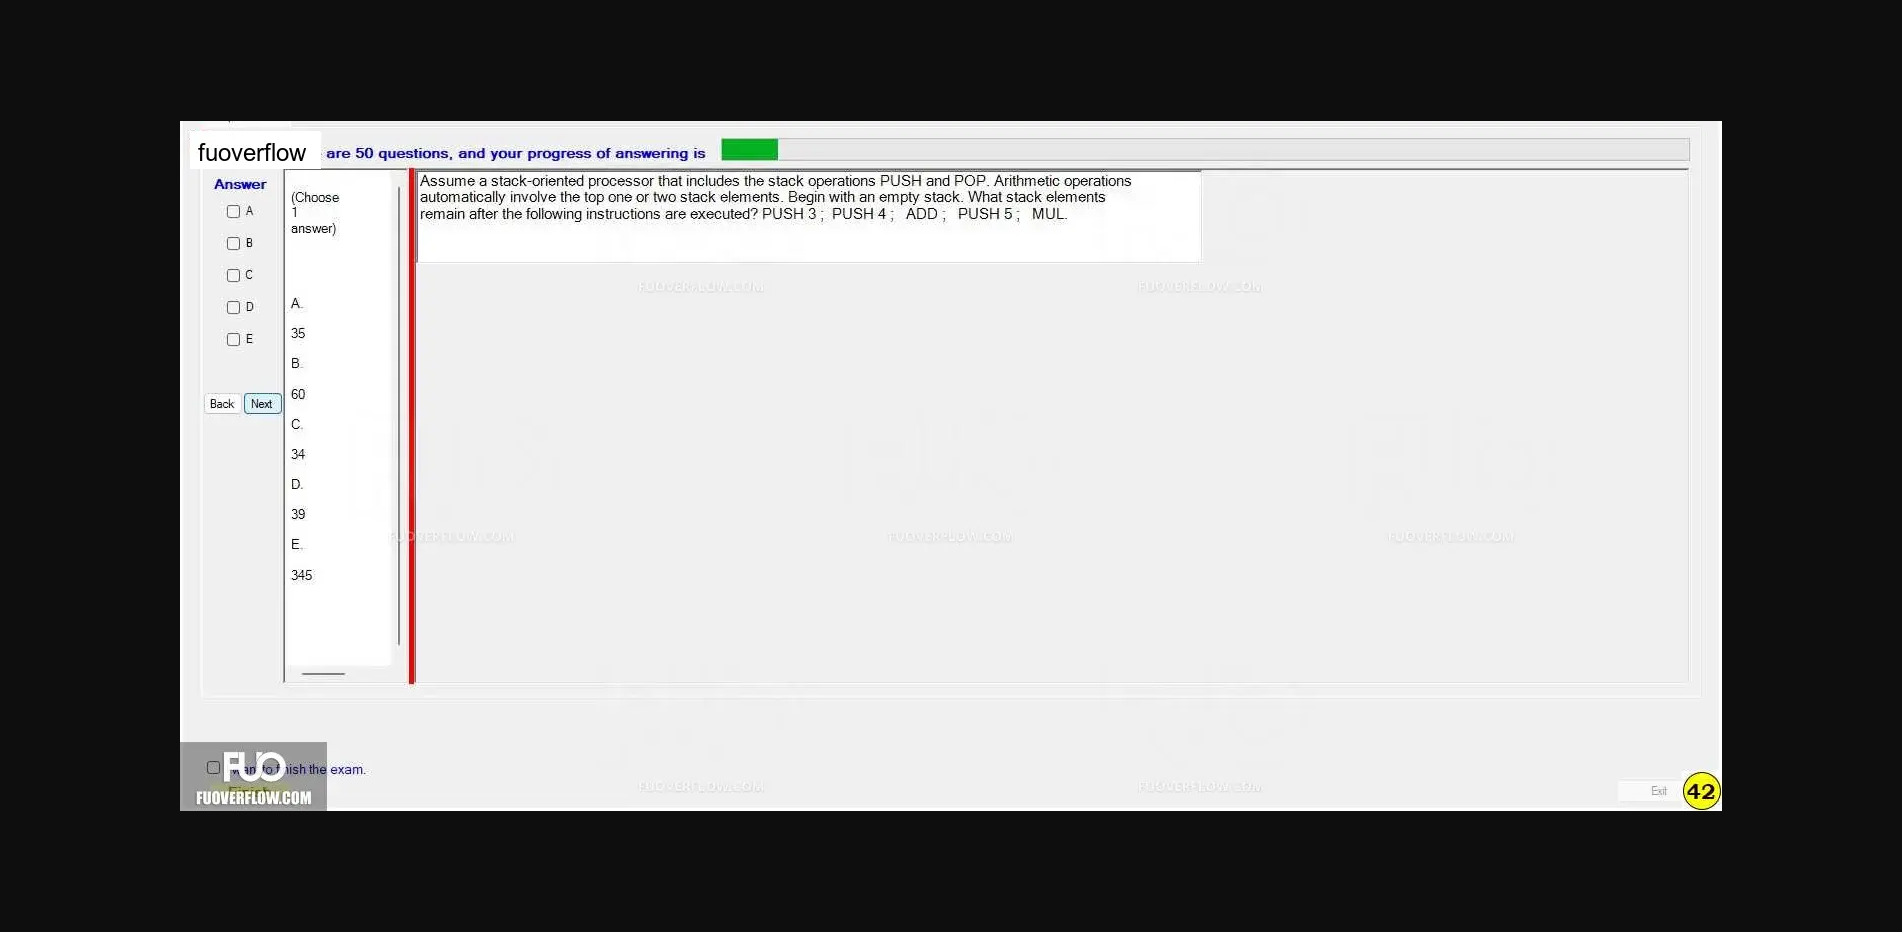 fuoverflow
are 50 questions, and your progress of answering is
Answer
A
B
C
D
E
Back Next
(Choose
1
answer)
A.
35
B.
60
C.
34
D.
39
E.
345
Assume a stack-oriented processor that includes the stack operations PUSH and POP. Arithmetic operations
automatically involve the top one or two stack elements. Begin with an empty stack. What stack elements
remain after the following instructions are executed? PUSH 3 ; PUSH 4 ; ADD ; PUSH 5 ; MUL.
FUOVERFLOW.COM FUOVERFLOW.COM
FUOVERFLOW.COM FUOVERFLOW.COM FUOVERFLOW.COM
FUOVERFLOW.COM FUOVERFLOW.COM
I want to finish the exam.
Finish
FUO
FUOVERFLOW.COM
Exit
42